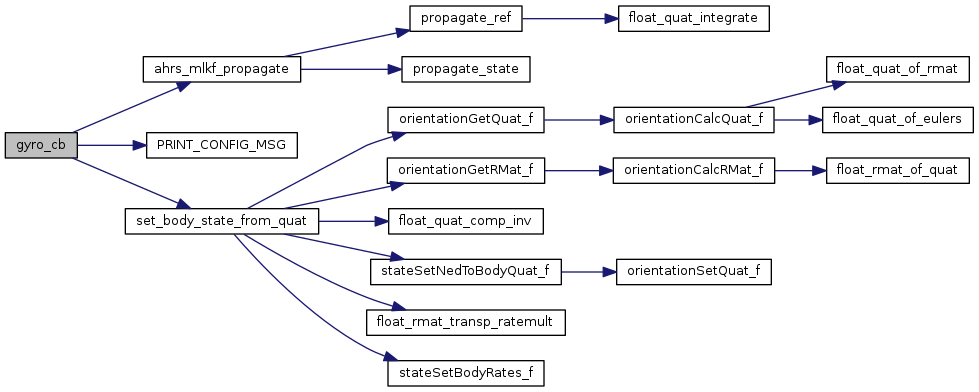 propagate_ref
float_quat_integrate
ahrs_mlkf_propagate
propagate_state
float_quat_of_rmat
orientationGetQuat_f
orientationCalcQuat_f
float_quat_of_eulers
gyro_cb
PRINT_CONFIG_MSG
orientationGetRMat_f
orientationCalcRMat_f
float_rmat_of_quat
set_body_state_from_quat
float_quat_comp_inv
stateSetNedToBodyQuat_f
orientationSetQuat_f
float_rmat_transp_ratemult
stateSetBodyRates_f